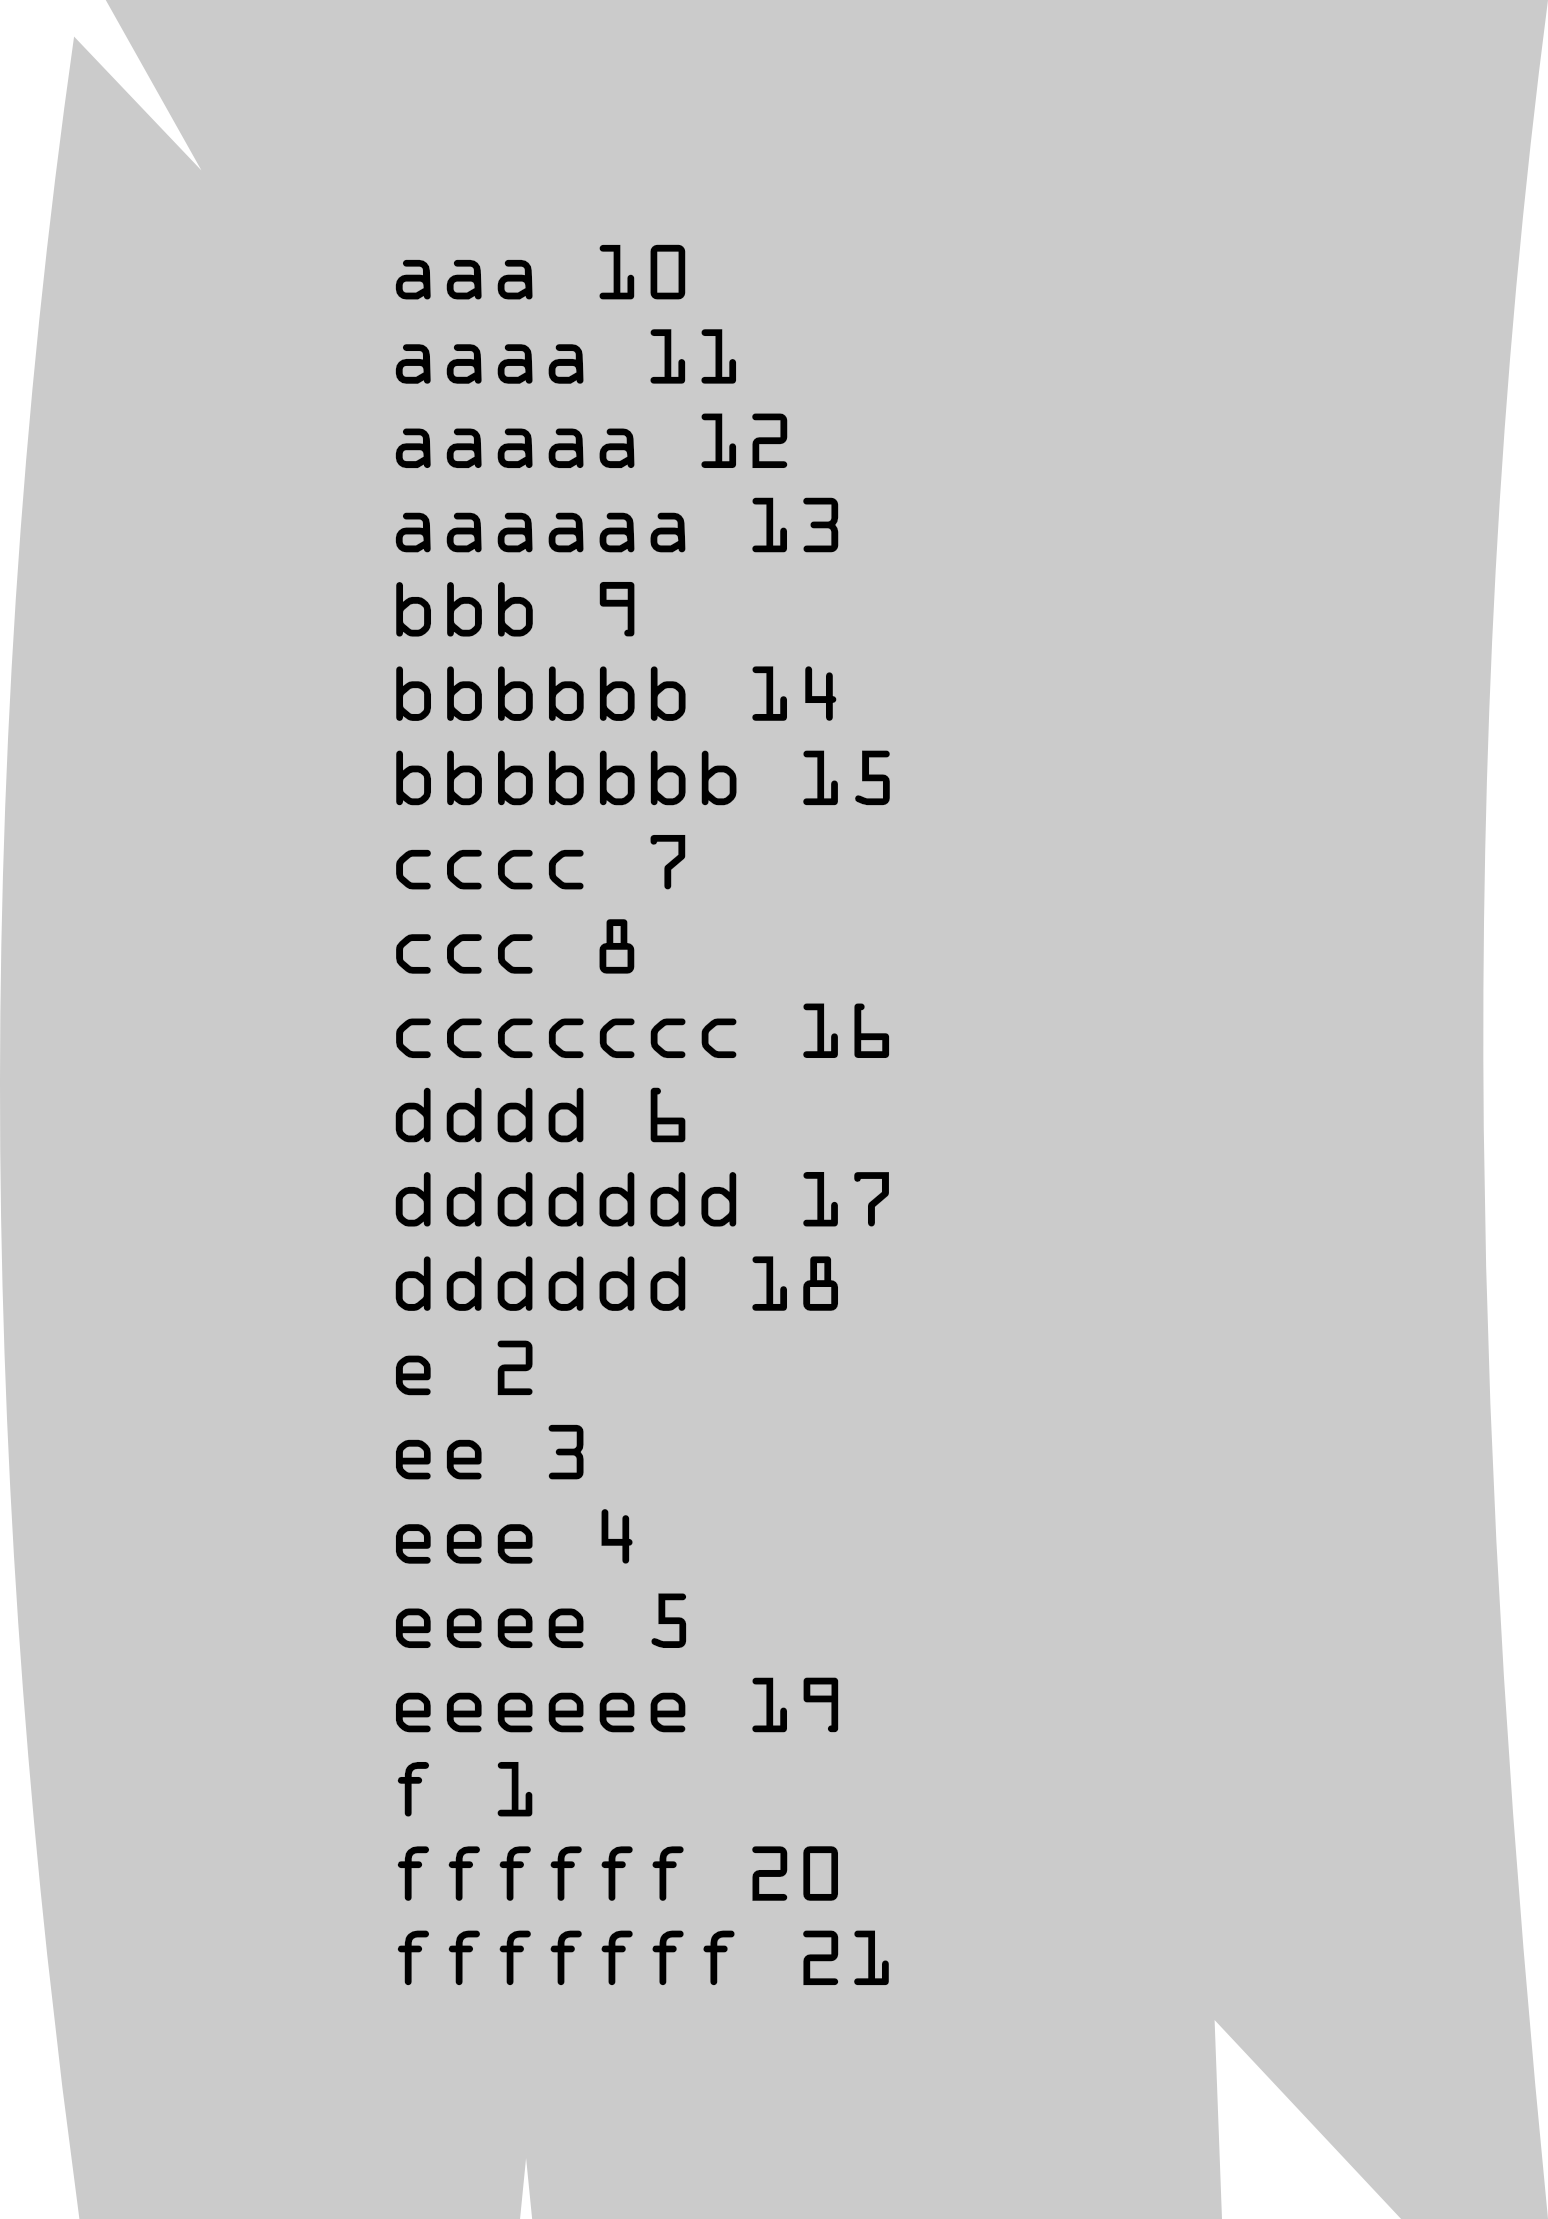 aaa 10
aaaa 11
aaaaa 12
aaaaaa 13
bbb 9
bbbbbb 14
bbbbbbb 15
cccc 7
ccc 8
ccccccc 16
dddd 6
ddddddd 17
dddddd 18
e 2
ee 3
eee 4
eeee 5
eeeeee 19
f 1
ffffff 20
fffffff 21